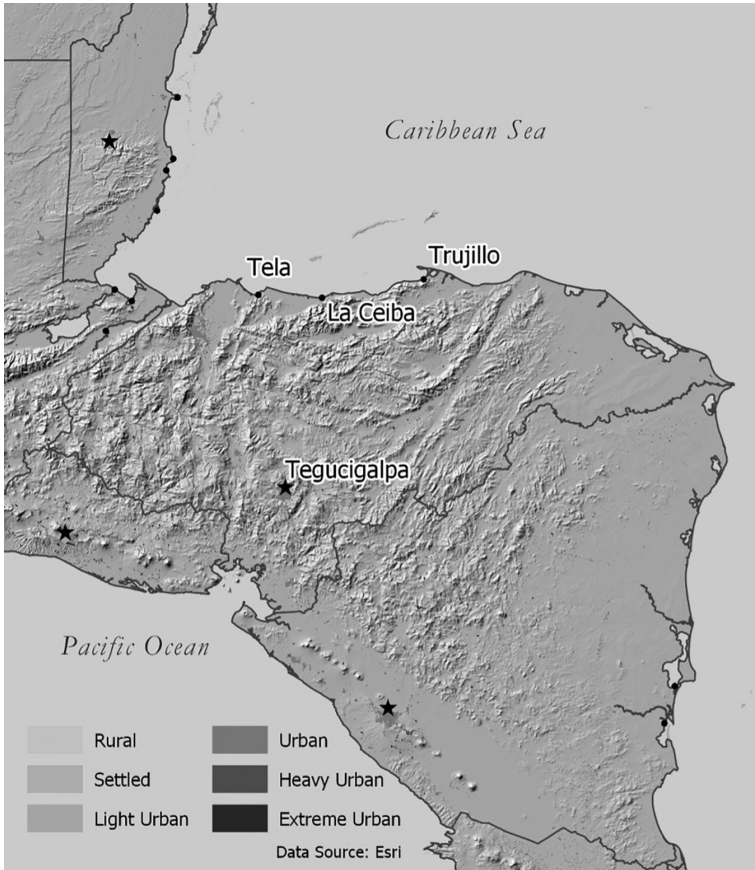 Caribbean Sea
Trujillo
Tela
La Ceiba
Tegucigalpa
Pacific Ocean
Rural
Settled
Light Urban
Urban
Heavy Urban
Extreme Urban
Data Source: Esri